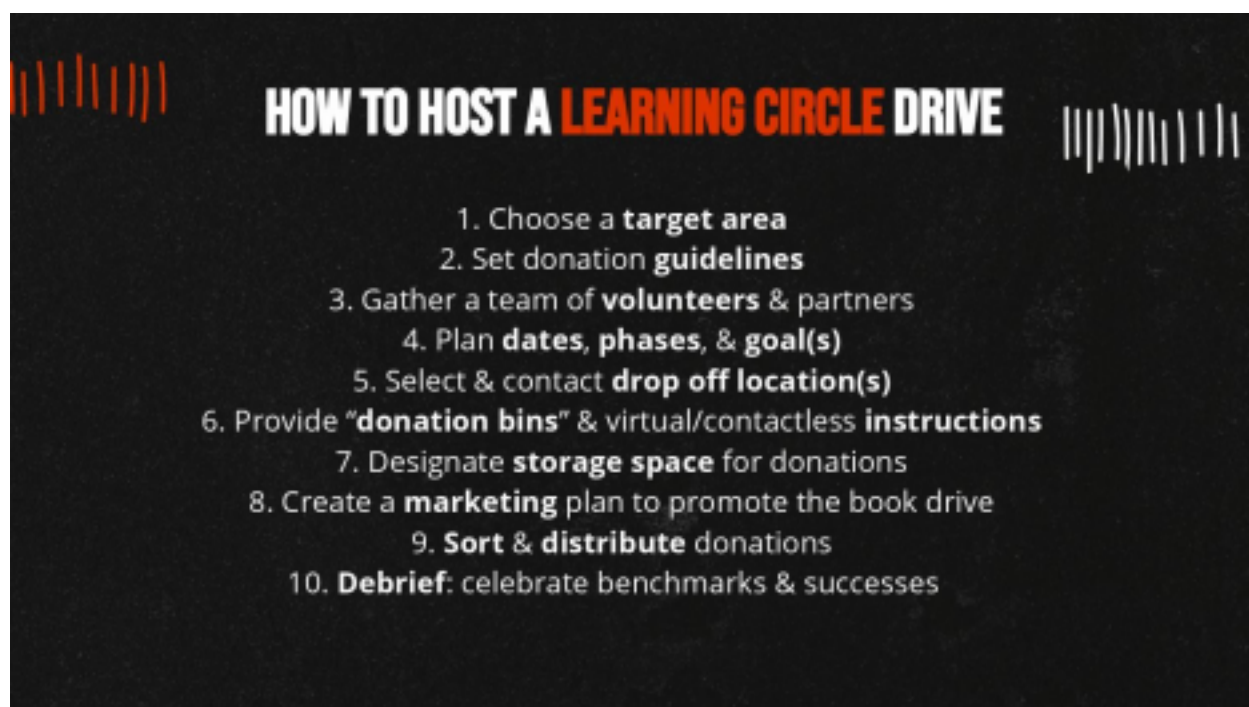 HOW TO HOST A LEARNING CIRCLE DRIVE
1. Choose a target area
2. Set donation guidelines
3. Gather a team of volunteers & partners
4. Plan dates, phases, & goal(s)
5. Select & contact drop off location(s)
6. Provide “donation bins” & virtual/contactless instructions
7. Designate storage space for donations
8. Create a marketing plan to promote the book drive
9. Sort & distribute donations
10. Debrief: celebrate benchmarks & successes